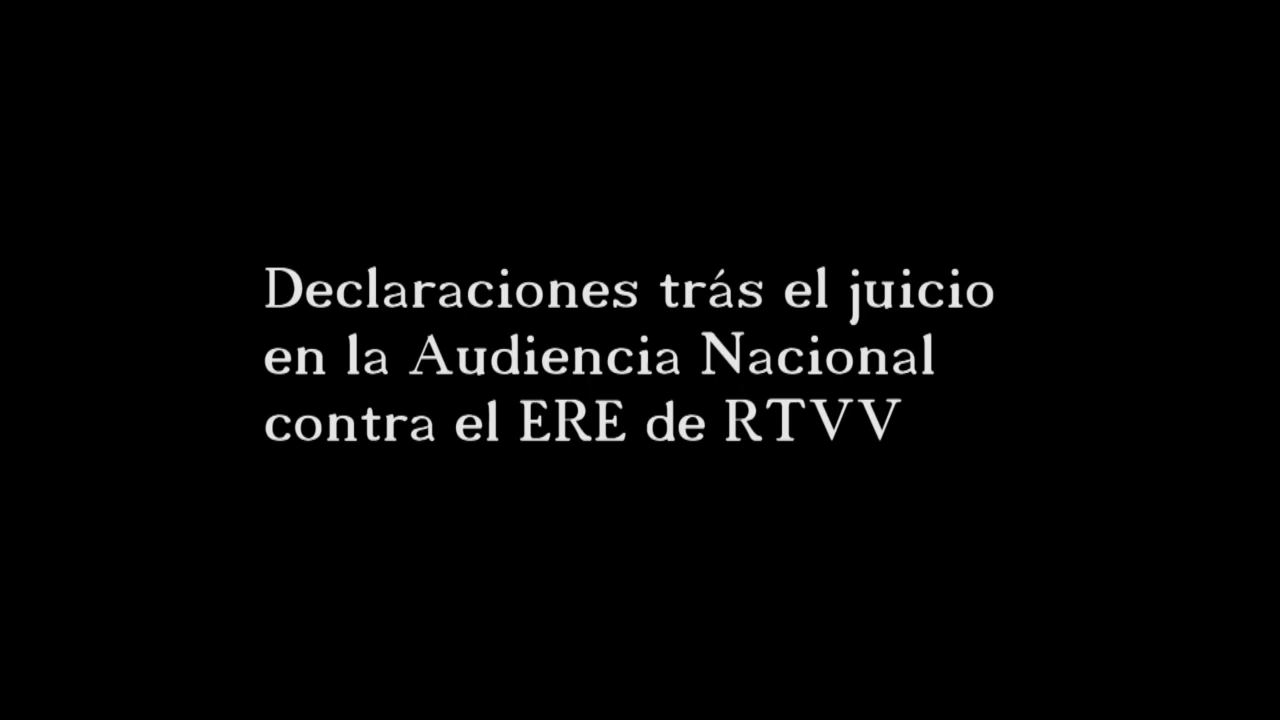 Declaraciones trás el juicio
en la Audiencia Nacional
contra el ERE de RTVV